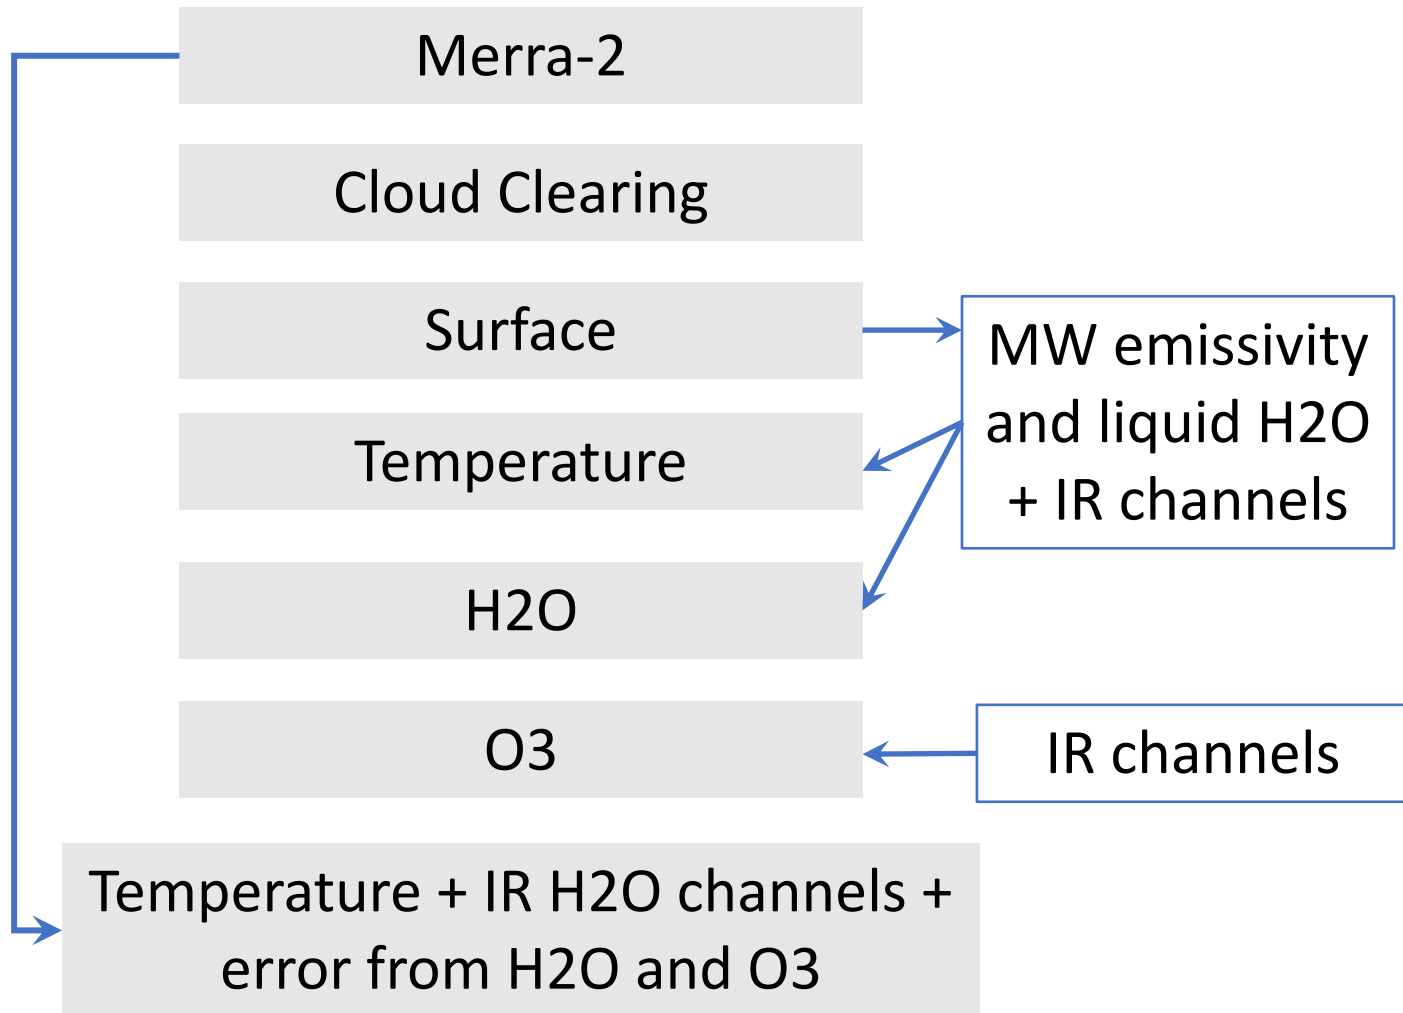 Merra-2
Cloud Clearing
Surface
MW emissivity
and liquid H2O
+ IR channels
Temperature
H2O
O3
IR channels
Temperature + IR H2O channels +
error from H2O and O3